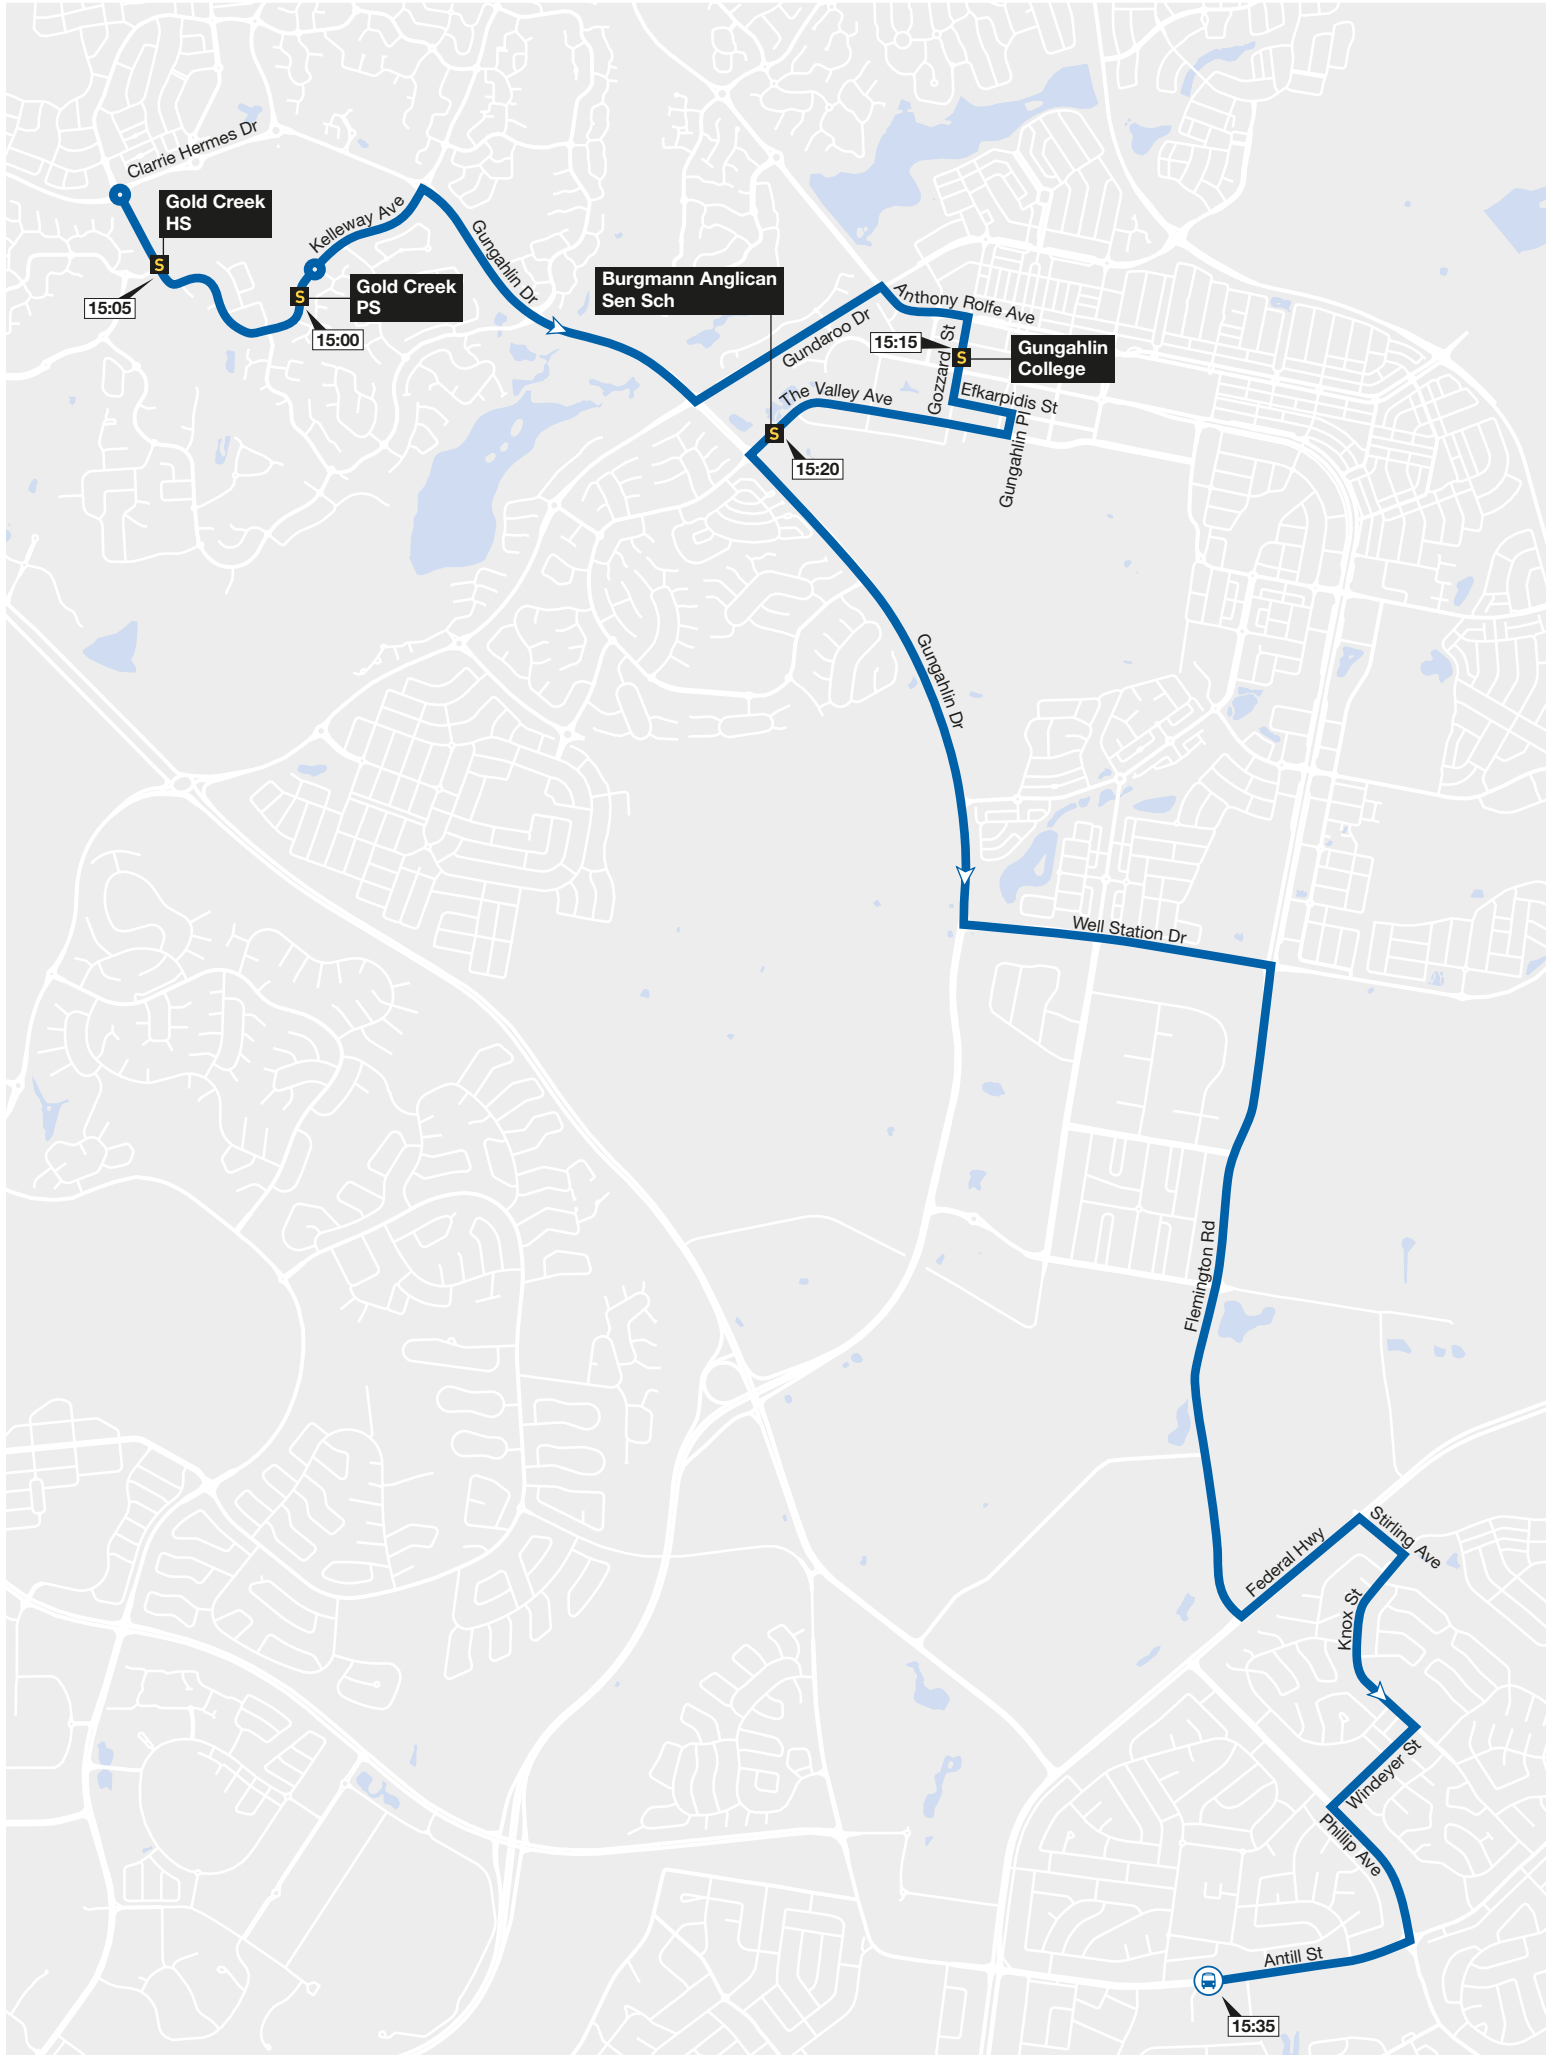 Clarrie Hermes Dr
Gold Creek
HS
S
15:05
Kelleway Ave
Gold Creek
PS
S
15:00
Gungahlin Dr
Burgmann Anglican
Sen Sch
Gundaroo Dr
Anthony Rolfe Ave
15:15
Gozzard St
S
Gungahlin
College
Efkarpidis St
The Valley Ave
Gungahlin Pl
S
15:20
Gungahlin Dr
Well Station Dr
Flemington Rd
Federal Hwy
Stirling Ave
Knox St
Windeyer St
Phillip Ave
Antill St
15:35